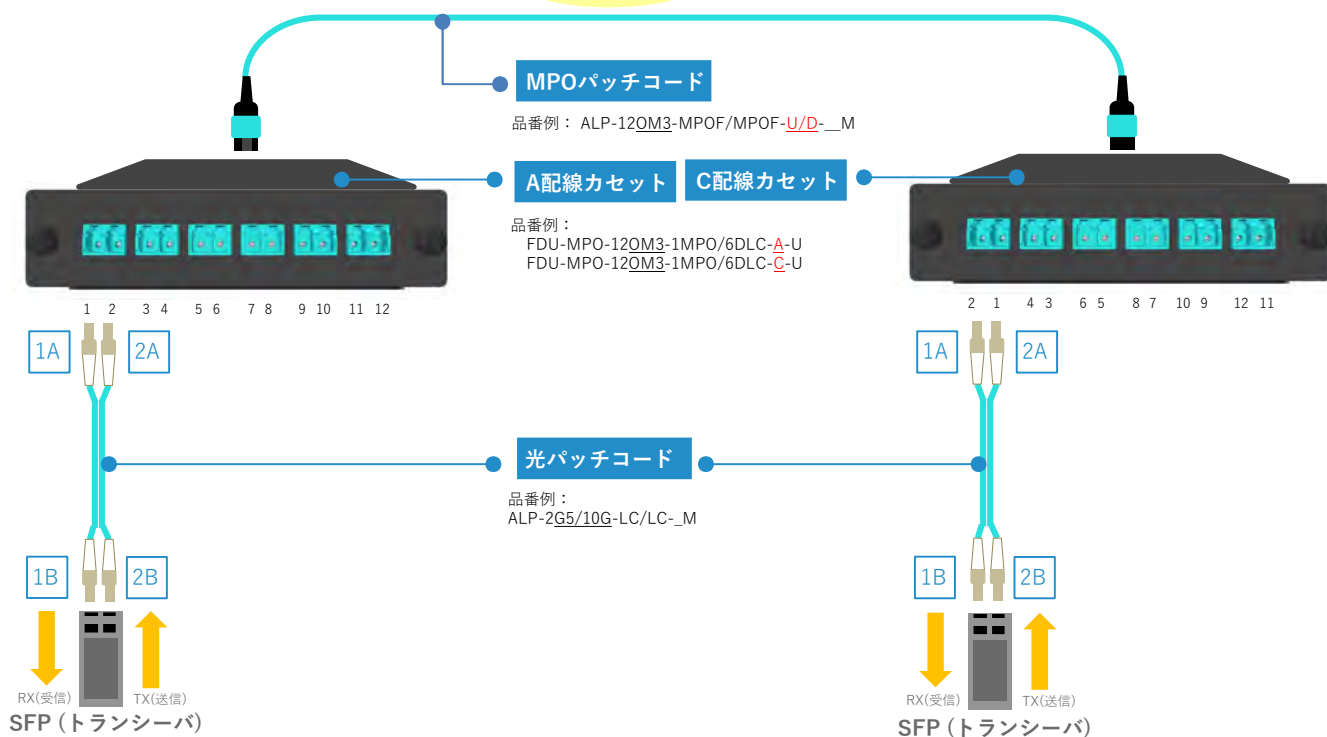 MPOパッチコード
品番例： ALP-12OM3-MPOF/MPOF-U/D-__M
A配線カセット
C配線カセット
品番例：
FDU-MPO-12OM3-1MPO/6DLC-A-U
FDU-MPO-12OM3-1MPO/6DLC-C-U
1 2 3 4 5 6 7 8 9 10 11 12
2 1 4 3 6 5 8 7 10 9 12 11
1A
2A
1A
2A
光パッチコード
品番例：
ALP-2G5/10G-LC/LC-_M
1B
2B
1B
2B
RX(受信)
TX(送信)
SFP (トランシーバ)
RX(受信)
TX(送信)
SFP (トランシーバ)